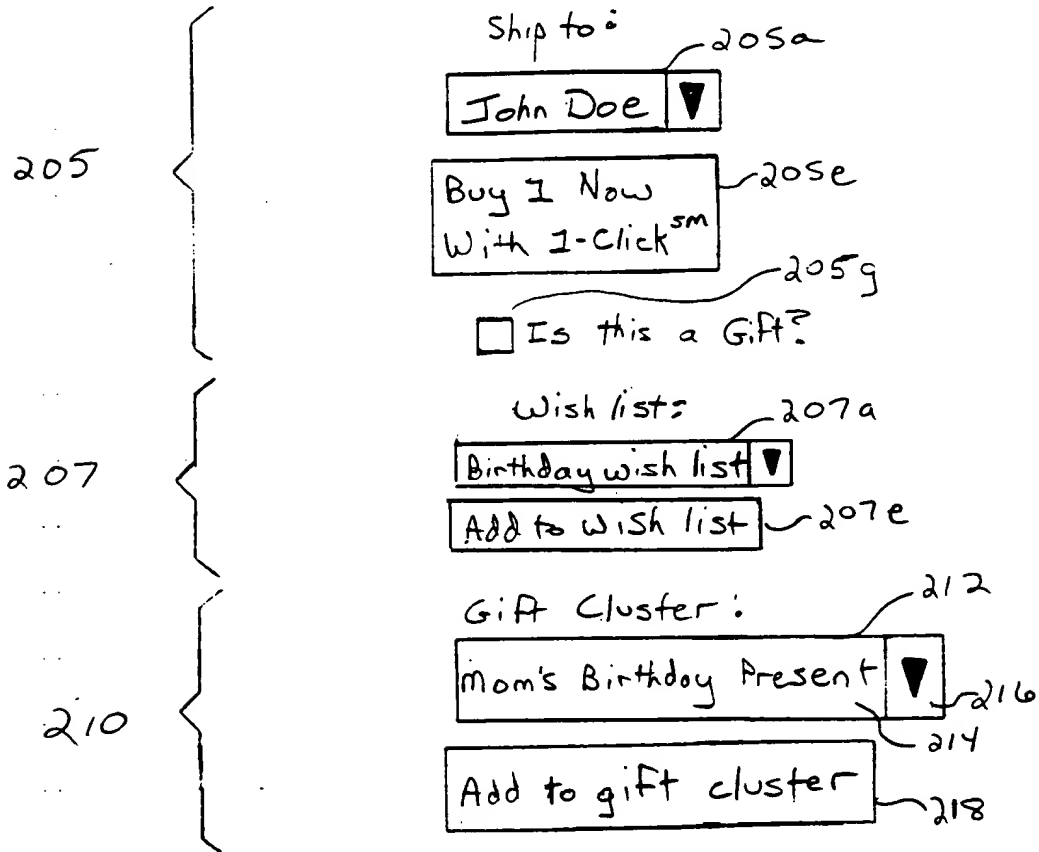 Ship to:
205a
John Doe
205
Buy 1 Now
With 1-Click sm
205e
205g
Is this a Gift?
Wish list:
207a
207
Birthday wish list
Add to wish list
207e
Gift Cluster:
212
Mom's Birthday Present
216
214
210
Add to gift cluster
218